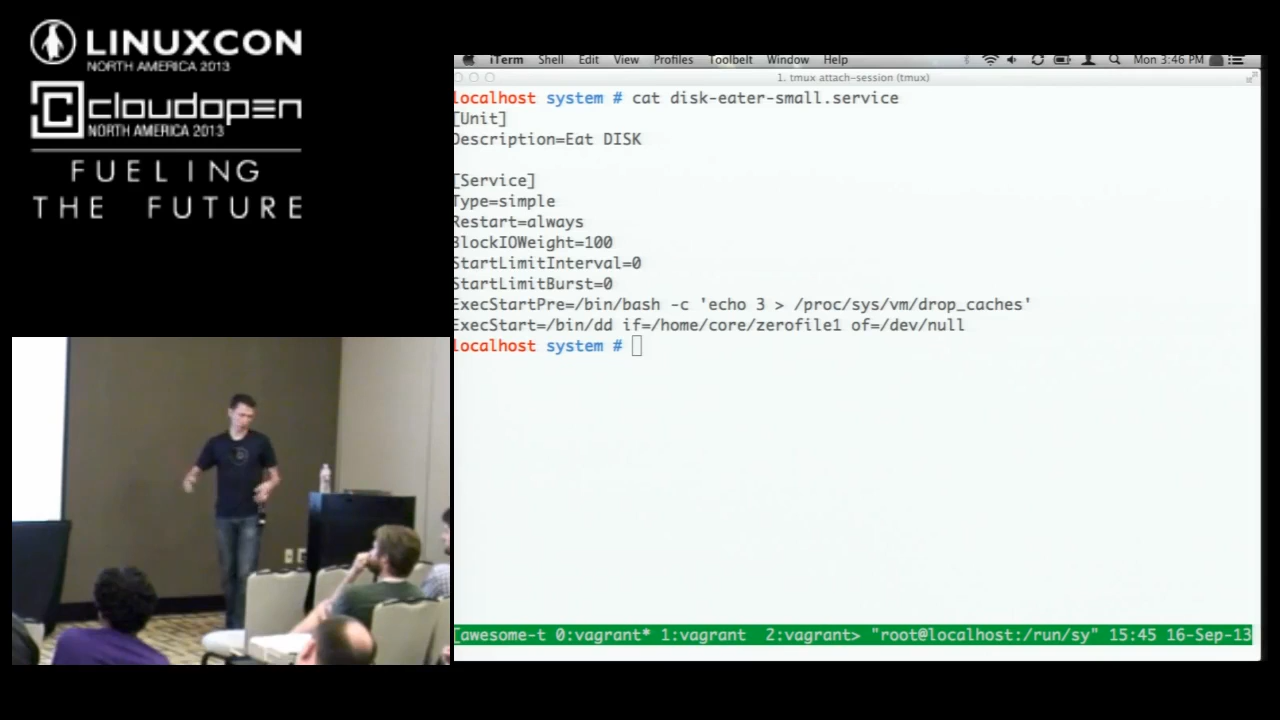 LINUXCON
NORTH AMERICA 2013
cloudopen
NORTH AMERICA 2013
FUELING
THE FUTURE
iTerm Shell Edit View Profiles Toolbelt Window Help Mon 3:46 PM
1. tmux attach-session (tmux)
localhost system # cat disk-eater-small.service
[Unit]
Description=Eat DISK
[Service]
Type=simple
Restart=always
BlockIOWeight=100
StartLimitInterval=0
StartLimitBurst=0
ExecStartPre=/bin/bash -c 'echo 3 > /proc/sys/vm/drop_caches'
ExecStart=/bin/dd if=/home/core/zerofile1 of=/dev/null
localhost system #
[awesome-t 0:vagrant* 1:vagrant 2:vagrant> "root@localhost:/run/sy" 15:45 16-Sep-13